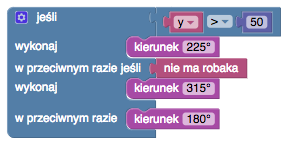 jeśli y > 50
wykonaj kierunek 225°
w przeciwnym razie jeśli nie ma robaka
wykonaj kierunek 315°
w przeciwnym razie kierunek 180°